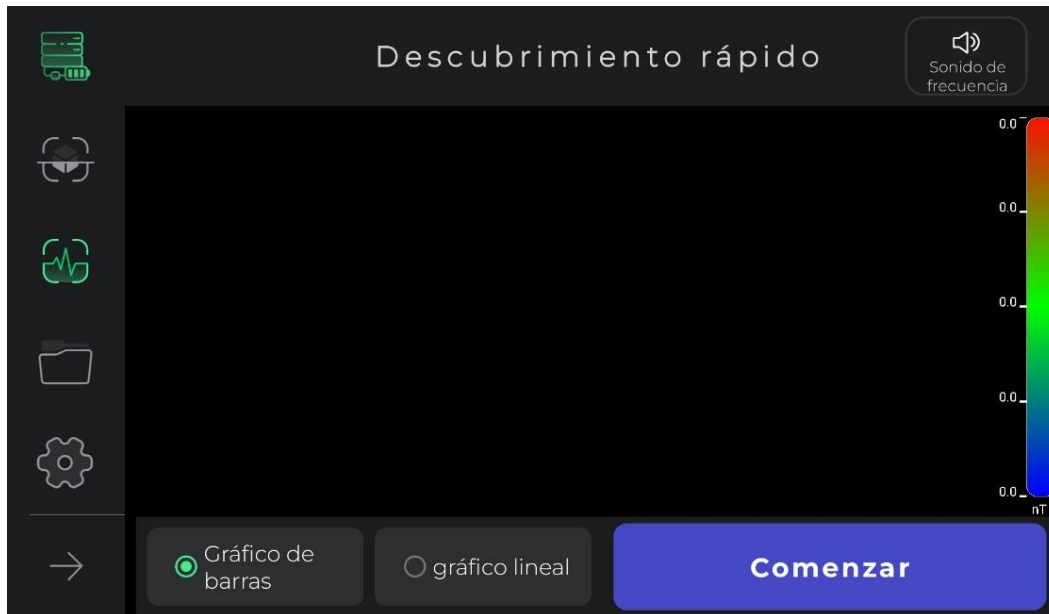 Descubrimiento rápido
Sonido de
frecuencia
0.0
0.0
0.0
0.0
0.0
nT
Gráfico de
barras
gráfico lineal
Comenzar